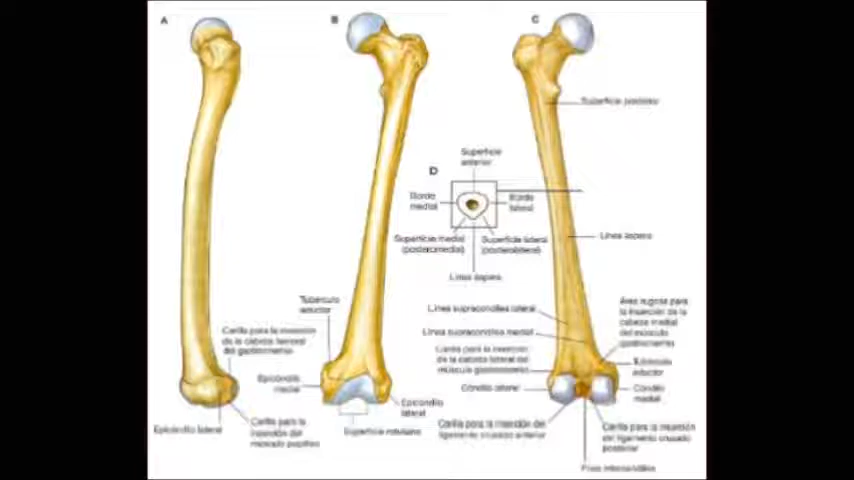 A
B
C
Superficie posterior
Superficie
anterior
D
Borde
medial
Borde
lateral
Superficie medial
(posteromedial)
Superficie lateral
(posterolateral)
Línea áspera
Línea áspera
Tubérculo
aductor
Línea supracondílea lateral
Línea supracondílea medial
Área rugosa para
la inserción de la
cabeza medial
del músculo
gastrocnemio
Carilla para la inserción
de la cabeza
del gastrocnemio
Carilla para la inserción
de la cabeza lateral del
músculo gastrocnemio
Tubérculo
aductor
Epicóndilo
medial
Cóndilo lateral
Cóndilo
medial
Epicóndilo
lateral
Epicóndilo lateral
Carilla para la
inserción del
músculo poplíteo
Superficie rotuliana
Carilla para la inserción del
ligamento cruzado anterior
Carilla para la inserción
del ligamento cruzado
posterior
Fosa intercondílea